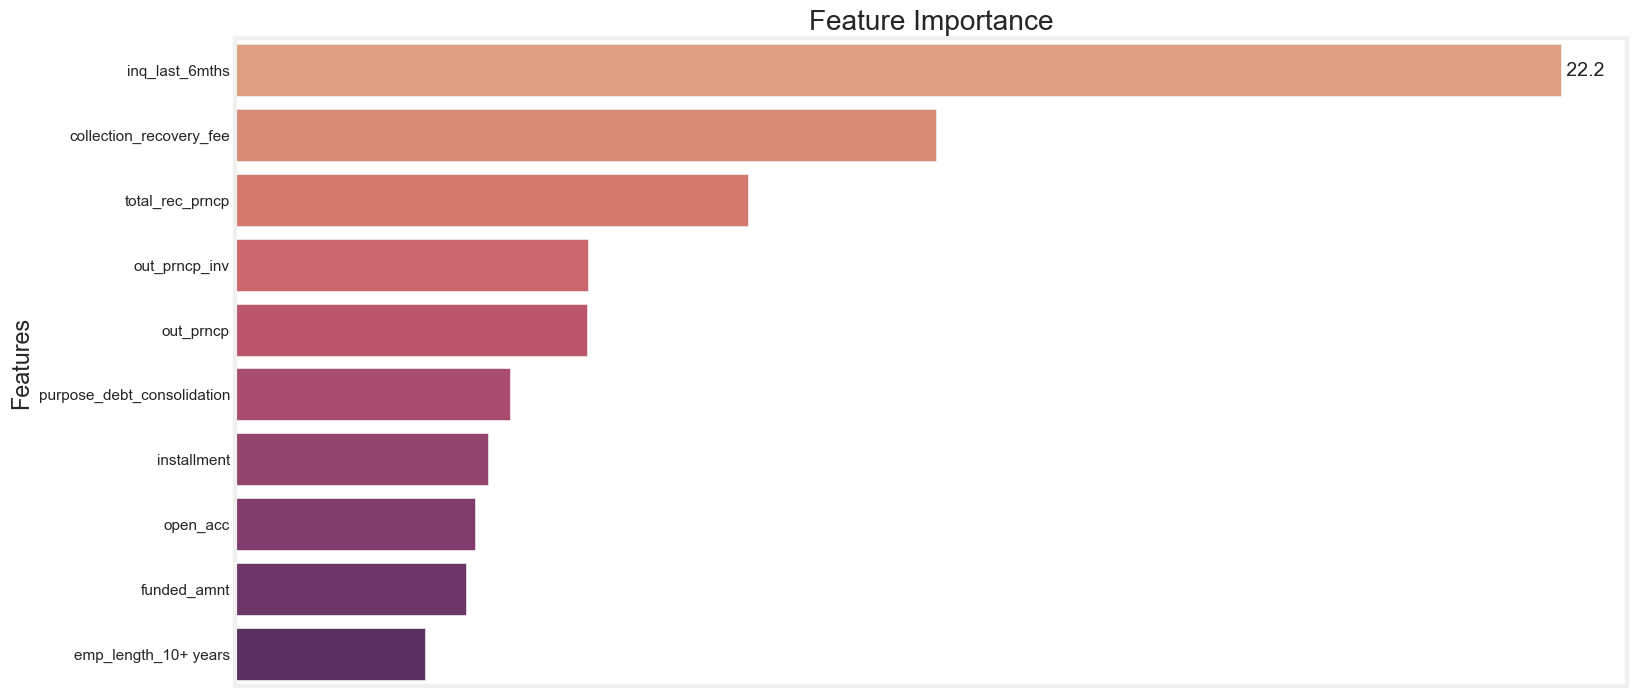 Feature Importance
inq_last_6mths
22.2
collection_recovery_fee
total_rec_prncp
out_prncp_inv
out_prncp
purpose_debt_consolidation
installment
open_acc
funded_amnt
emp_length_10+ years
Features